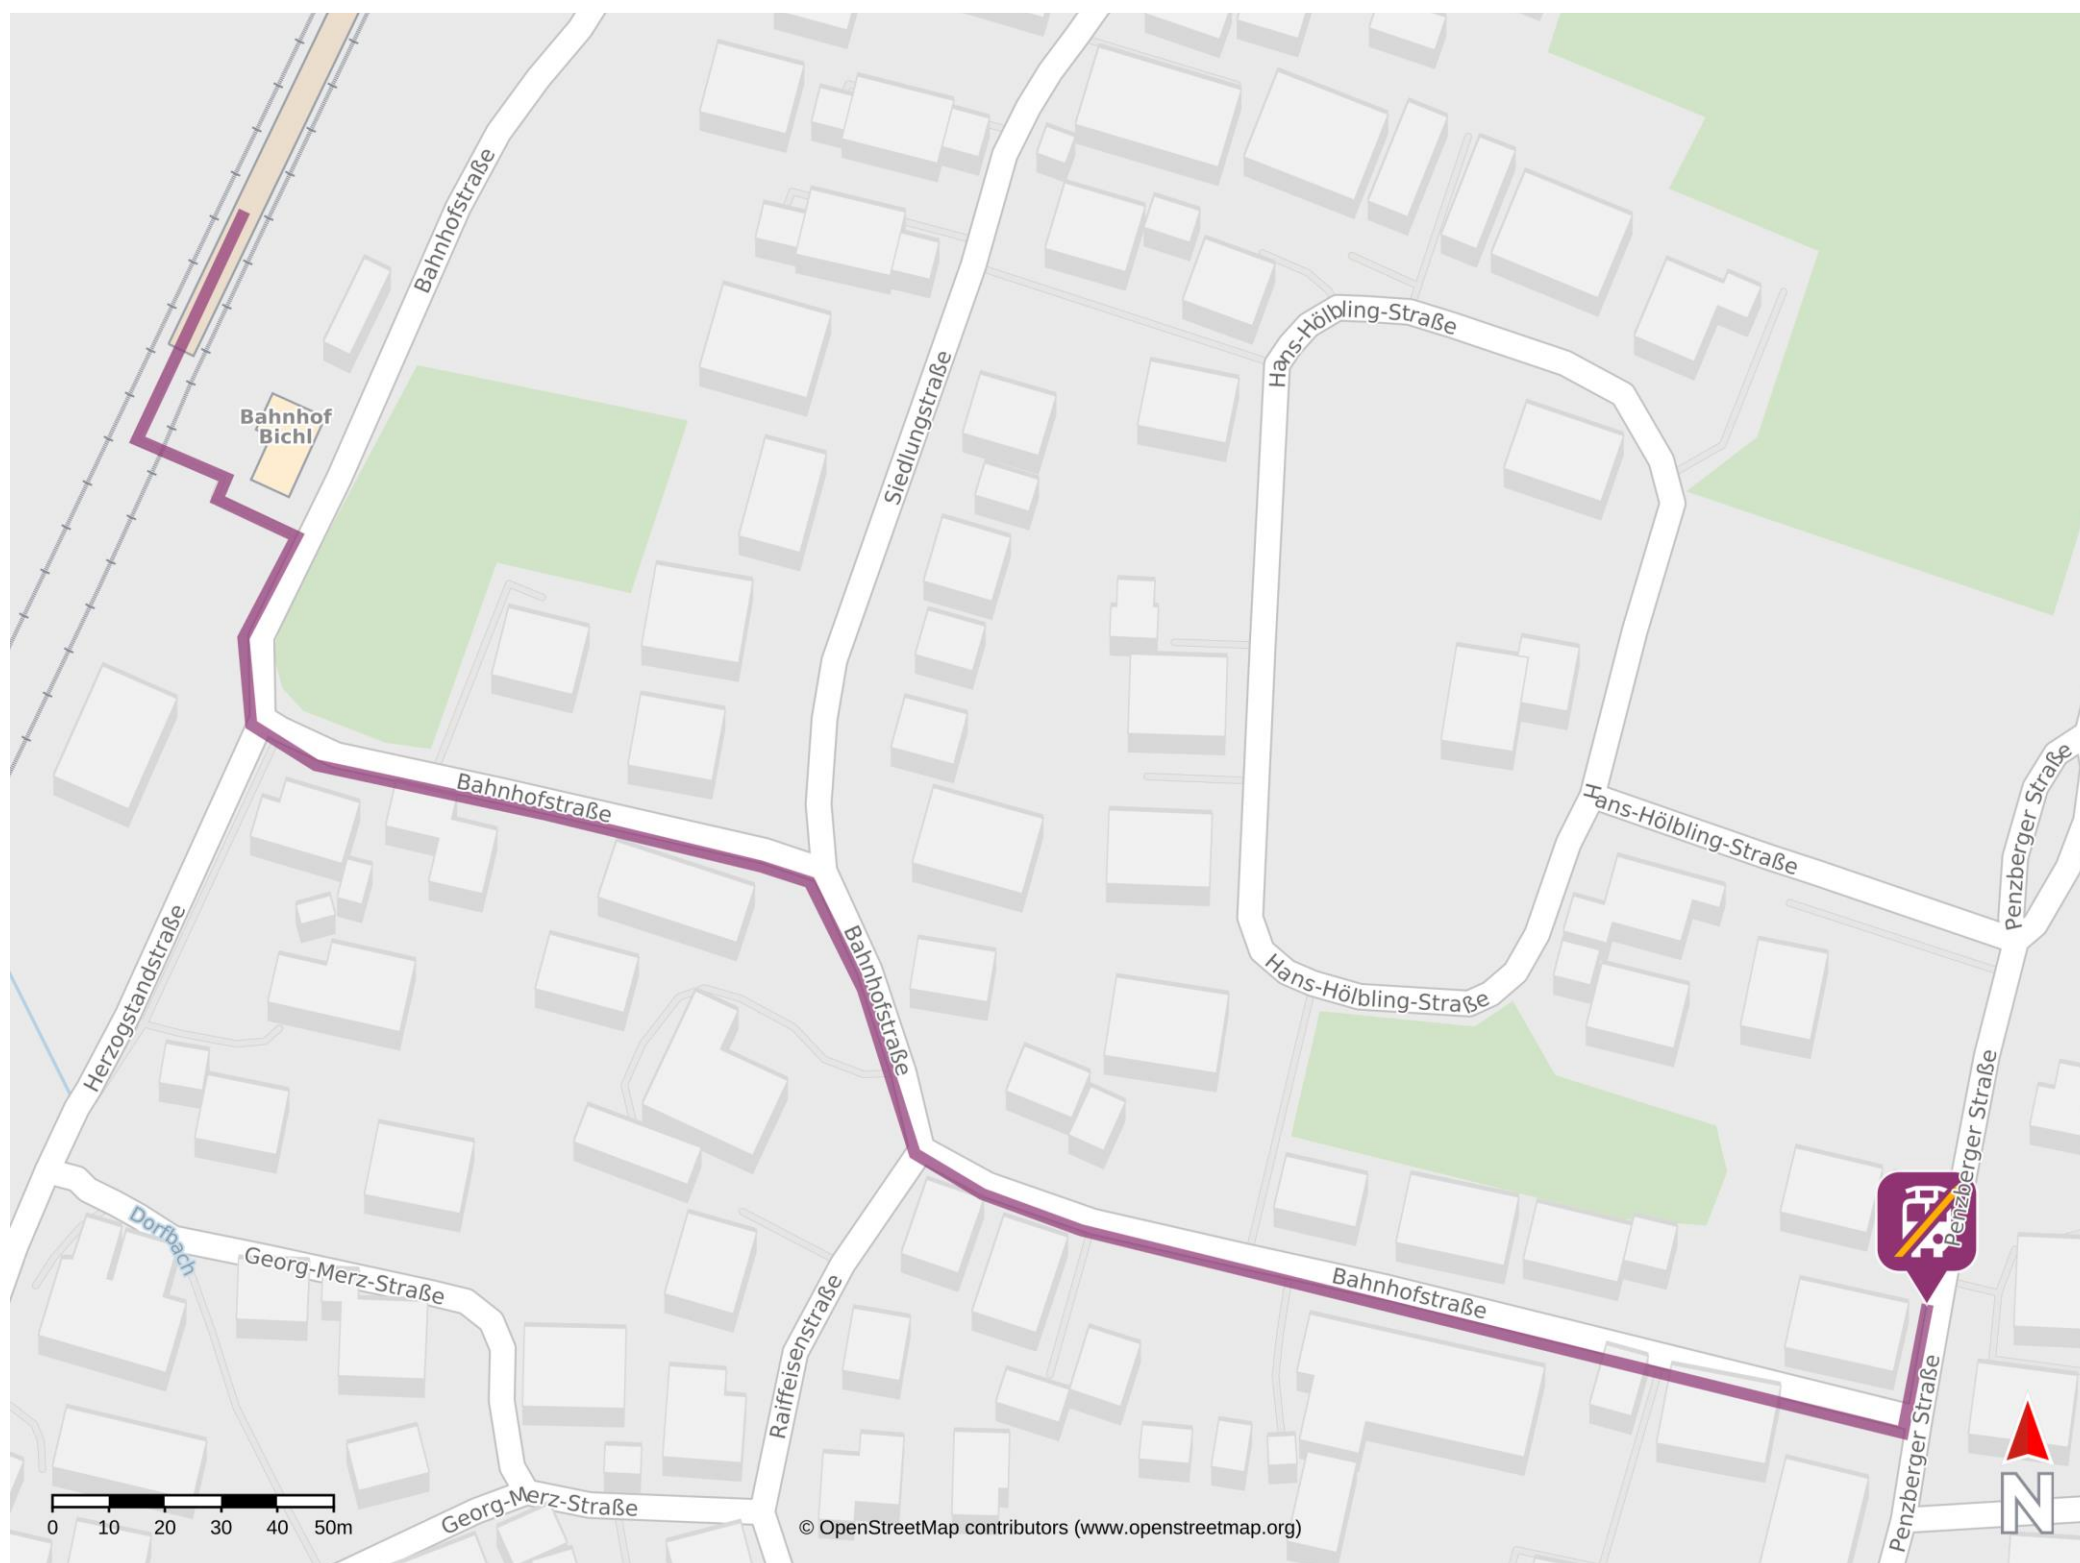 Bahnhofstraße
Siedlungstraße
Hans-Hölbling-Straße
Bahnhof
Bichl
Bahnhofstraße
Hans-Hölbling-Straße
Penzberger Straße
Penzberger Straße
Herzogstandstraße
Bahnhofstraße
Hans-Hölbling-Straße
Penzberger Straße
Dorfbach
Georg-Merz-Straße
Bahnhofstraße
Raiffeisenstraße
Penzberger Straße
Georg-Merz-Straße
N
0 10 20 30 40 50m
© OpenStreetMap contributors (www.openstreetmap.org)